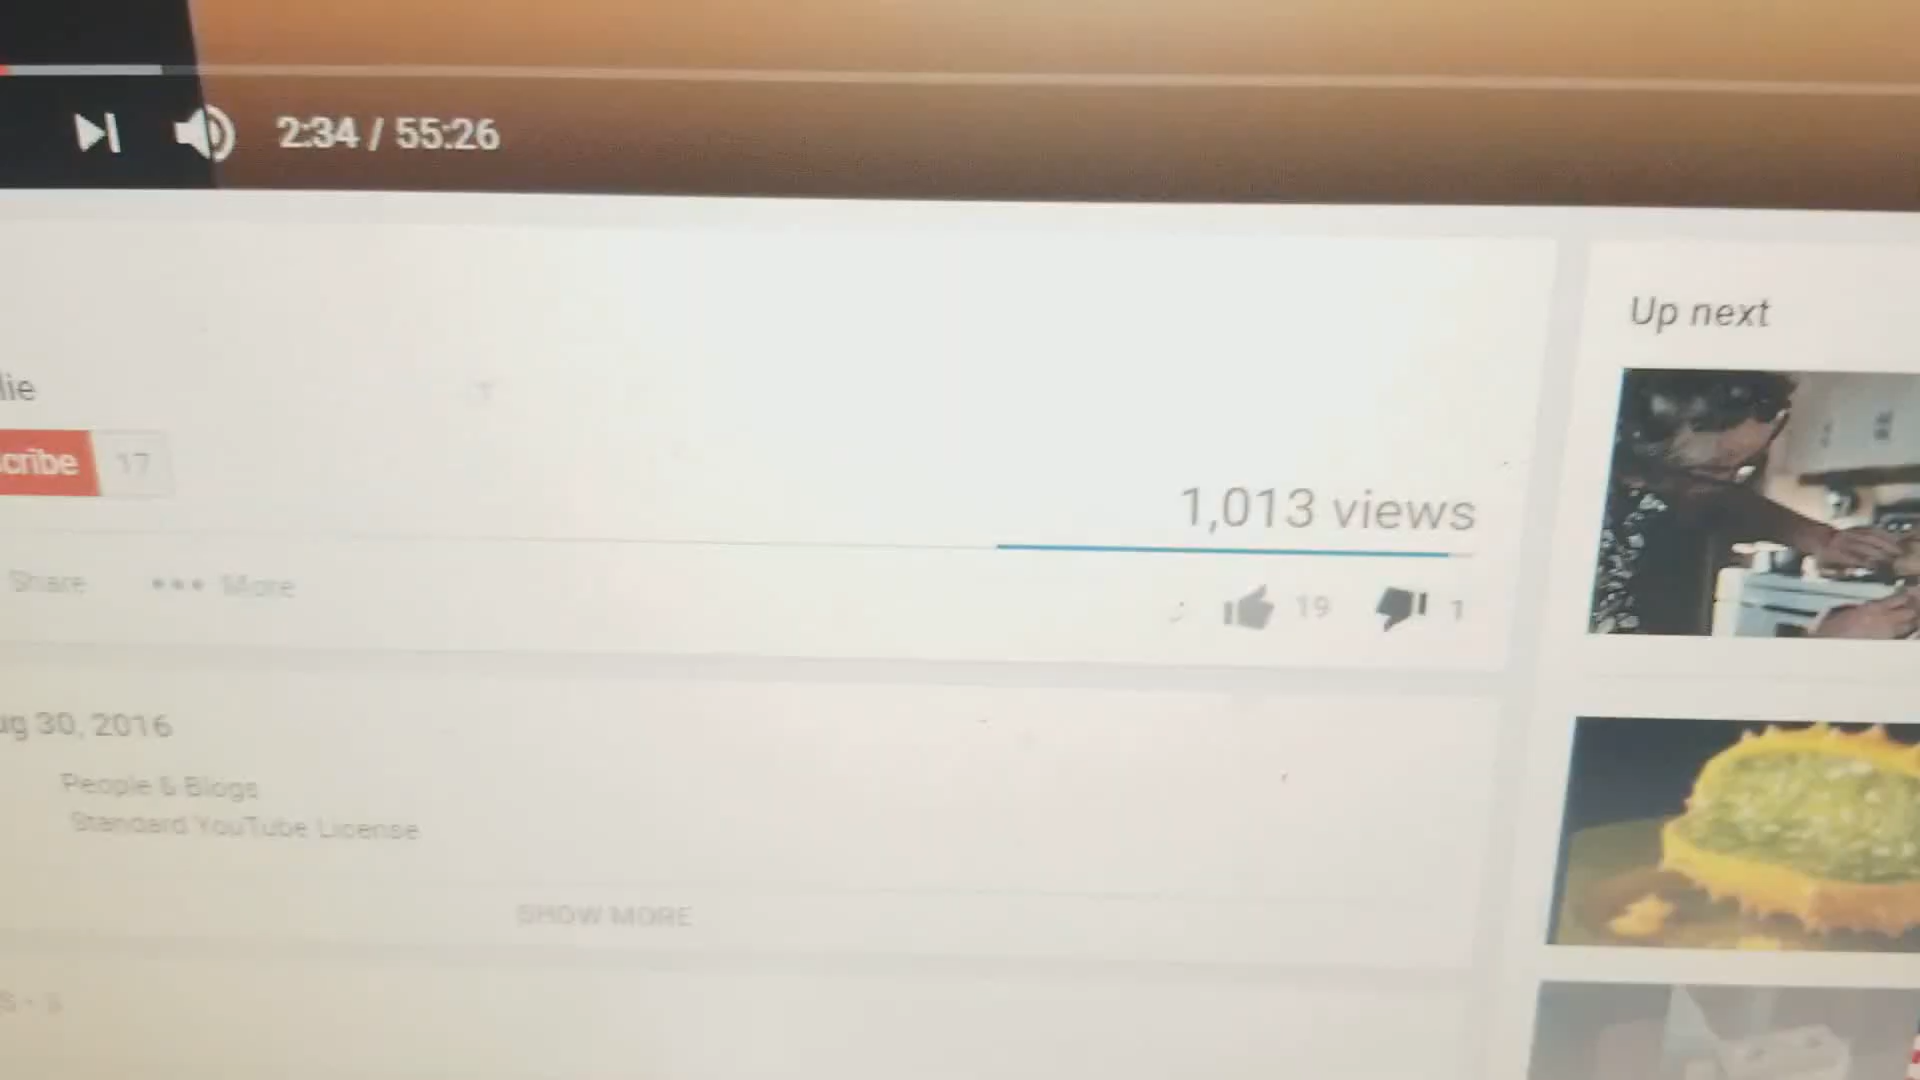 2:34 / 55:26
Up next
lie
cribe 17
1,013 views
Share ••• More
19 1
ug 30, 2016
People & Blogs
Standard YouTube License
SHOW MORE